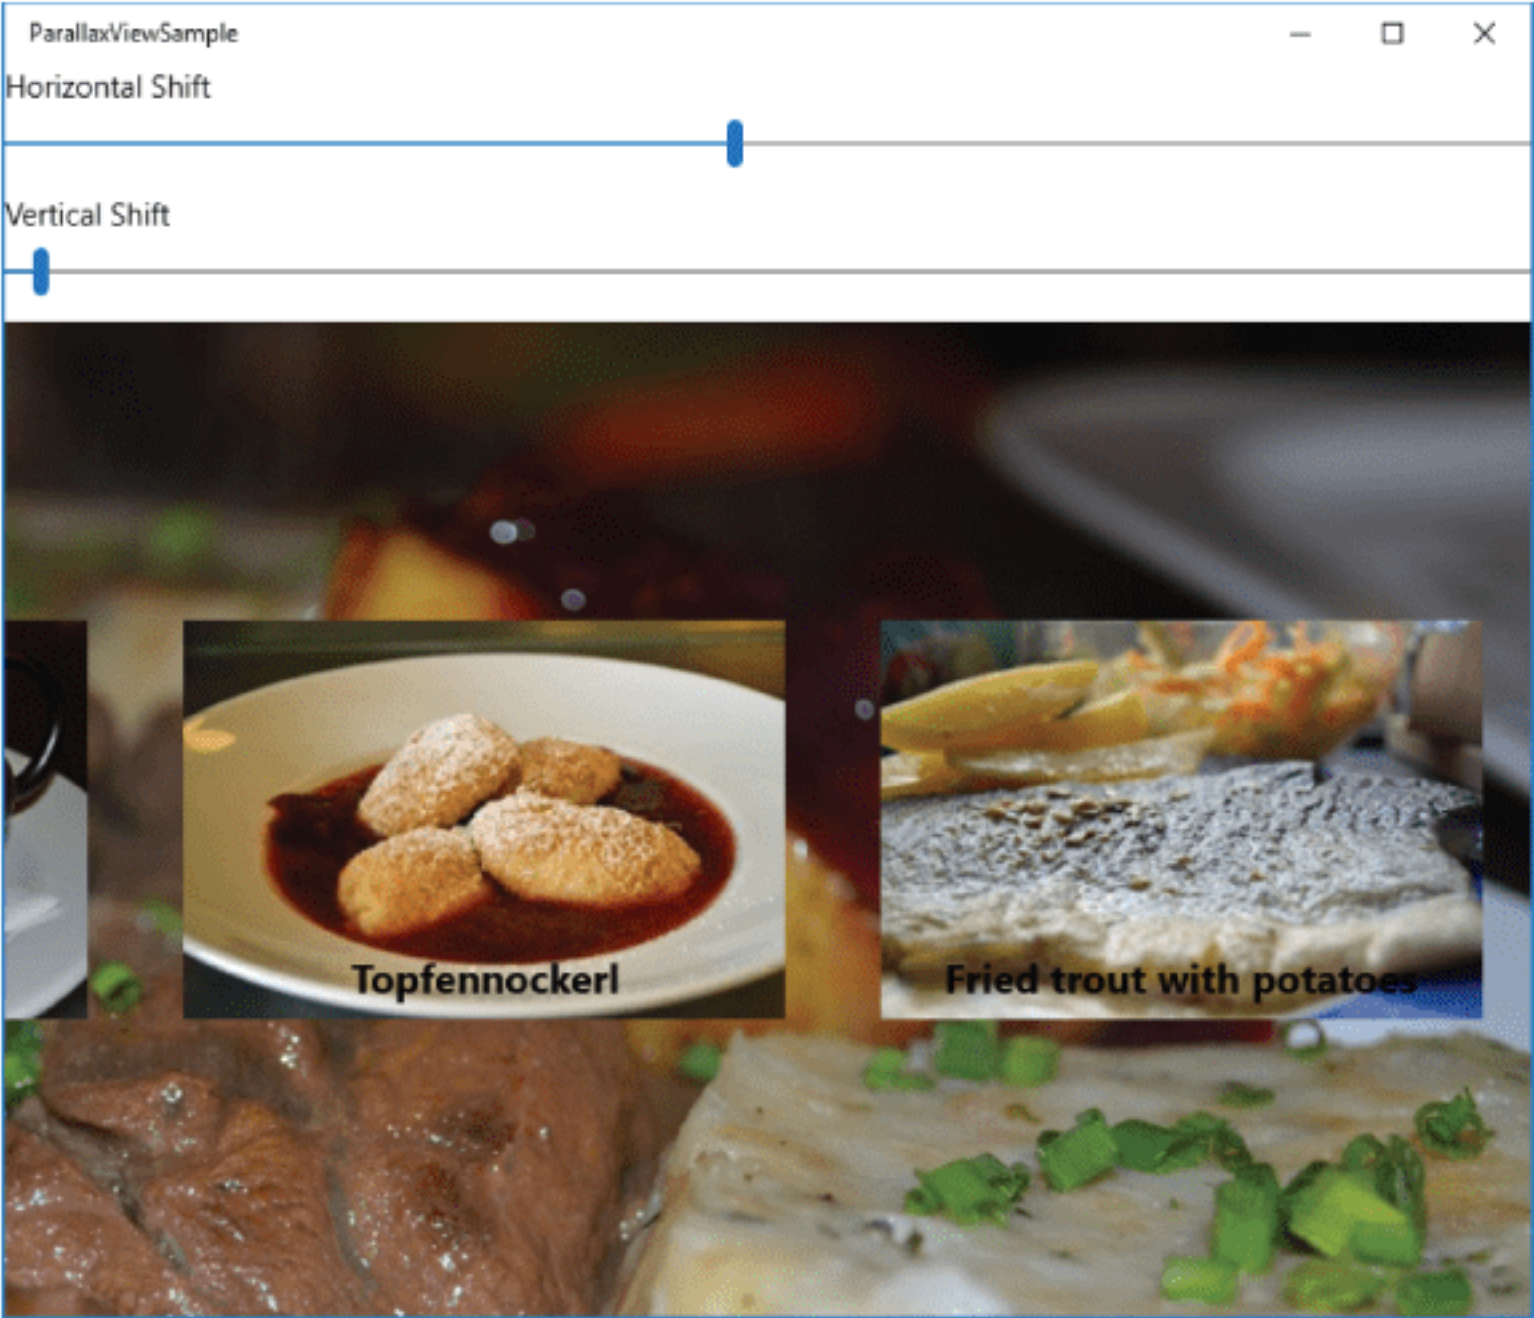 ParallaxViewSample
Horizontal Shift
Vertical Shift
Topfennockerl
Fried trout with potatoes